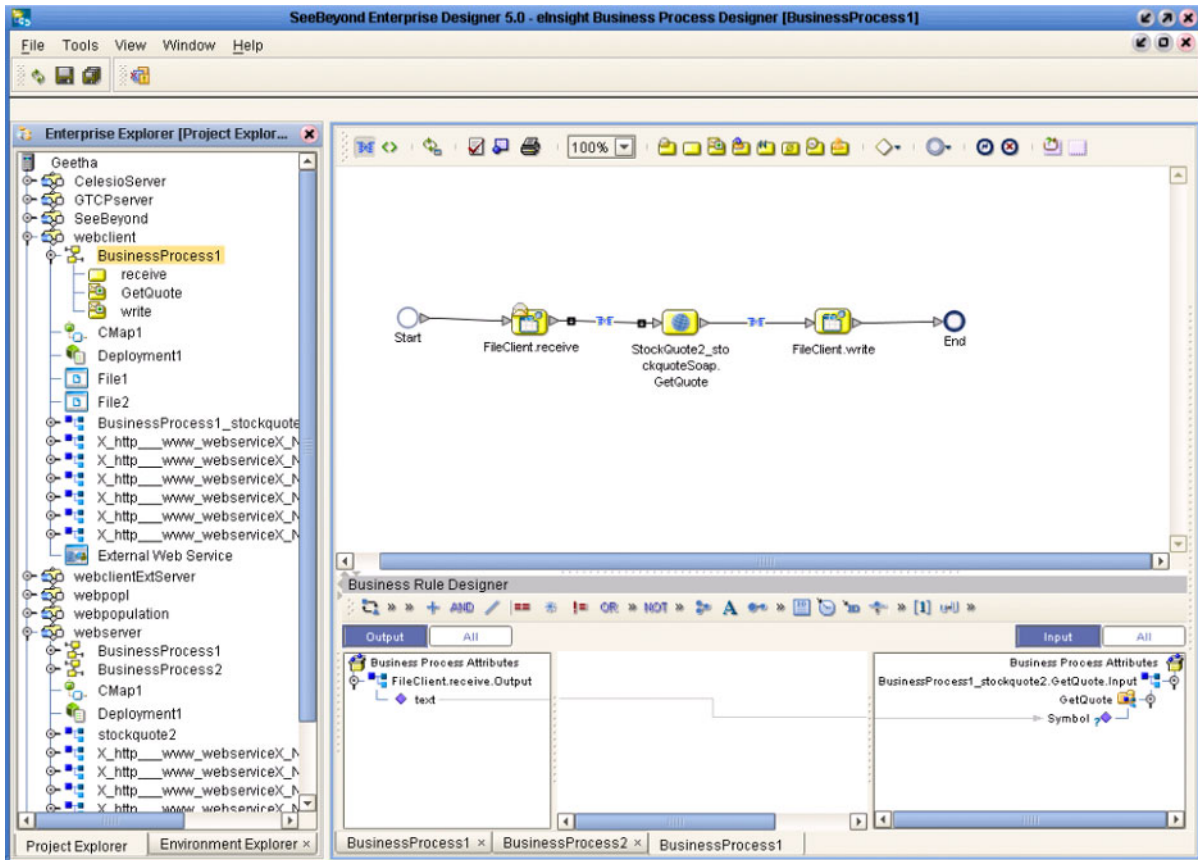 SeeBeyond Enterprise Designer 5.0 - eInsight Business Process Designer [BusinessProcess1]
File Tools View Window Help
Enterprise Explorer [Project Explor...
100%
Geetha
CelesioServer
GTCPserver
SeeBeyond
webclient
BusinessProcess1
receive
GetQuote
write
CMap1
Deployment1
File1
File2
BusinessProcess1_stockquote
X_http___www_webserviceX_N
X_http___www_webserviceX_N
X_http___www_webserviceX_N
X_http___www_webserviceX_N
X_http___www_webserviceX_N
X_http___www_webserviceX_N
External Web Service
webclientExtServer
webpopl
webpopulation
webserver
BusinessProcess1
BusinessProcess2
CMap1
Deployment1
stockquote2
X_http___www_webserviceX_N
X_http___www_webserviceX_N
X_http___www_webserviceX_N
X_http___www_webserviceX_N
Project Explorer Environment Explorer ×
Start
FileClient.receive
StockQuote2_sto
ckquoteSoap.
GetQuote
FileClient.write
End
Business Rule Designer
» » + AND / == != OR » NOT » A » » [1] »
Output All Input All
Business Process Attributes
FileClient.receive.Output
text
Business Process Attributes
BusinessProcess1_stockquote2.GetQuote.Input
GetQuote
Symbol ?
BusinessProcess1 × BusinessProcess2 × BusinessProcess1